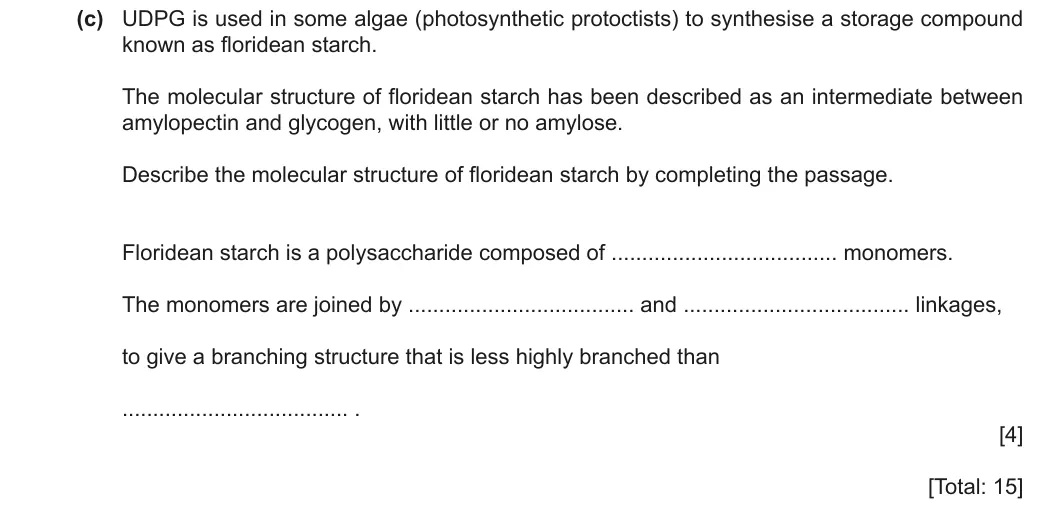 (c) UDPG is used in some algae (photosynthetic protoctists) to synthesise a storage compound
known as floridean starch.
The molecular structure of floridean starch has been described as an intermediate between
amylopectin and glycogen, with little or no amylose.
Describe the molecular structure of floridean starch by completing the passage.
Floridean starch is a polysaccharide composed of ..................................... monomers.
The monomers are joined by ..................................... and ..................................... linkages,
to give a branching structure that is less highly branched than
..................................... .
[4]
[Total: 15]